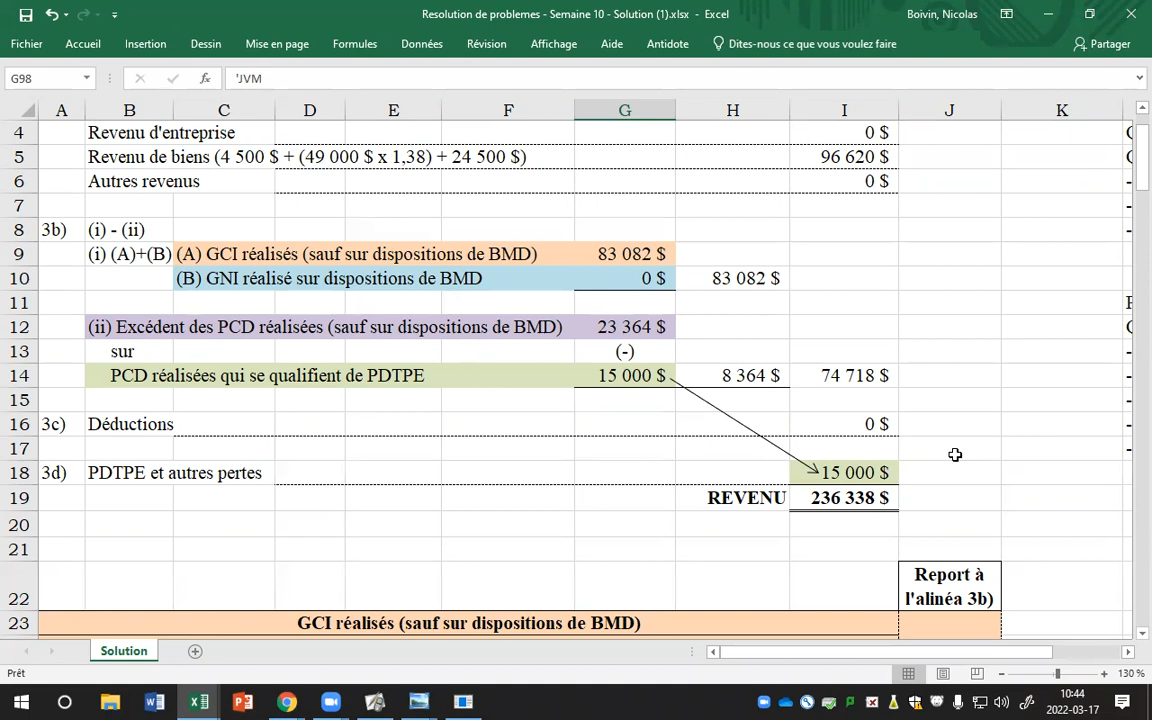 Resolution de problemes - Semaine 10 - Solution (1).xlsx - Excel
Boivin, Nicolas
Fichier Accueil Insertion Dessin Mise en page Formules Données Révision Affichage Aide Antidote Dites-nous ce que vous voulez faire Partager
G98 fx 'JVM
A B C D E F G H I J K
4 Revenu d'entreprise 0 $
5 Revenu de biens (4 500 $ + (49 000 $ x 1,38) + 24 500 $) 96 620 $
6 Autres revenus 0 $
7
8 3b) (i) - (ii)
9 (i) (A)+(B) (A) GCI réalisés (sauf sur dispositions de BMD) 83 082 $
10 (B) GNI réalisé sur dispositions de BMD 0 $ 83 082 $
11
12 (ii) Excédent des PCD réalisées (sauf sur dispositions de BMD) 23 364 $
13 sur (-)
14 PCD réalisées qui se qualifient de PDTPE 15 000 $ 8 364 $ 74 718 $
15
16 3c) Déductions 0 $
17
18 3d) PDTPE et autres pertes 15 000 $
19 REVENU 236 338 $
20
21
22 Report à
l'alinéa 3b)
23 GCI réalisés (sauf sur dispositions de BMD)
Solution
Prêt 130 %
10:44
2022-03-17